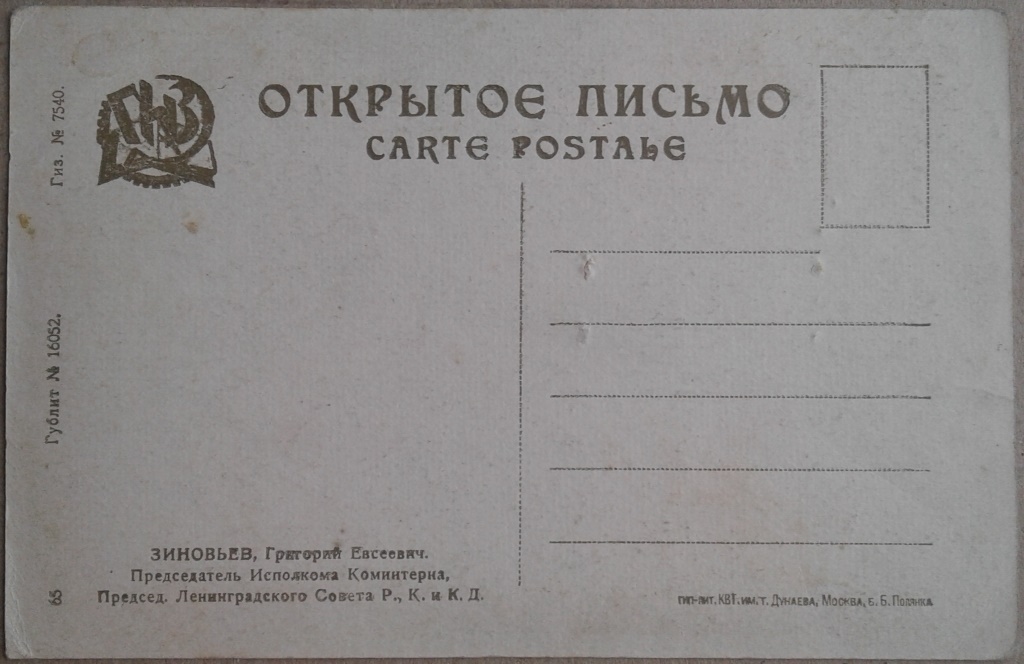 ОТКРЫТОЕ ПИСЬМО
CARTE POSTALE
Гиз. № 7540.
Гублит № 16052.
65
ЗИНОВЬЕВ, Григорий Евсеевич.
Председатель Исполкома Коминтерна,
Председ. Ленинградского Совета Р., К. и К. Д.
ТИП-ЛИТ. КВТ. ИМ. Т. ДУНАЕВА, МОСКВА, Б. ПОЛЯНКА